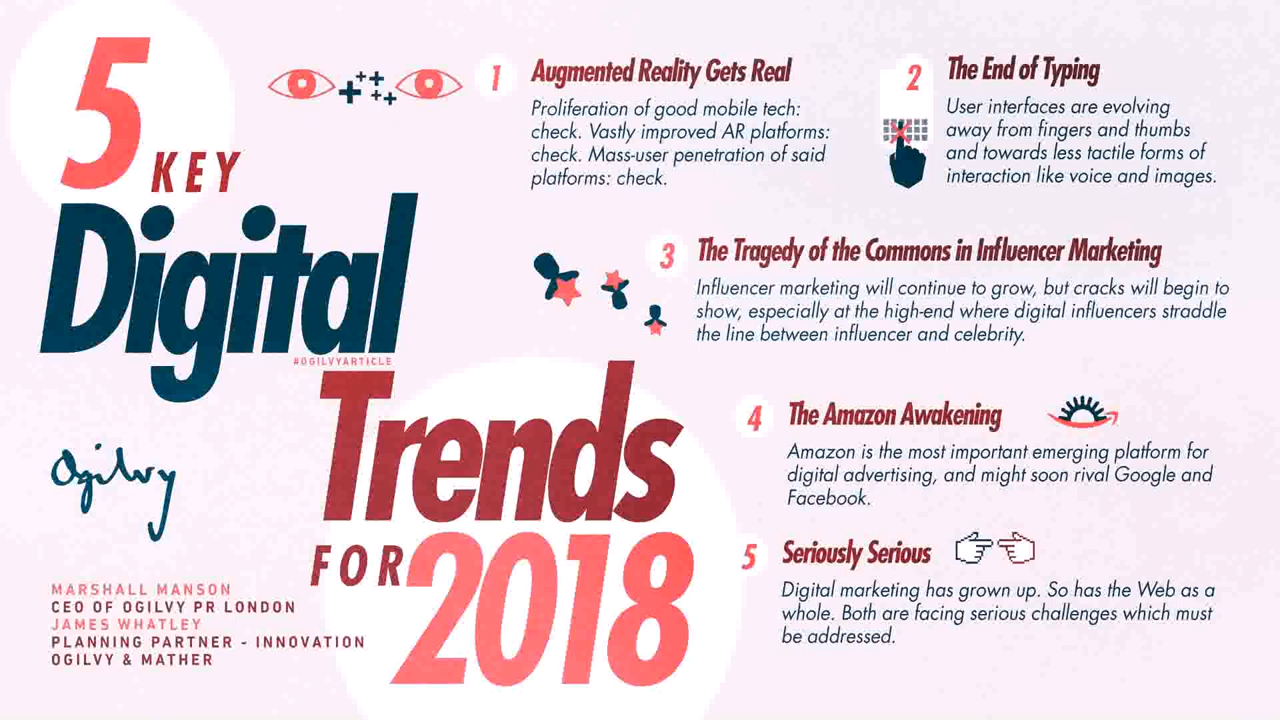 5
KEY
Digital
#OGILVYARTICLE
Trends
FOR 2018
Ogilvy
MARSHALL MANSON
CEO OF OGILVY PR LONDON
JAMES WHATLEY
PLANNING PARTNER - INNOVATION
OGILVY & MATHER
1 Augmented Reality Gets Real
Proliferation of good mobile tech:
check. Vastly improved AR platforms:
check. Mass-user penetration of said
platforms: check.
2 The End of Typing
User interfaces are evolving
away from fingers and thumbs
and towards less tactile forms of
interaction like voice and images.
3 The Tragedy of the Commons in Influencer Marketing
Influencer marketing will continue to grow, but cracks will begin to
show, especially at the high-end where digital influencers straddle
the line between influencer and celebrity.
4 The Amazon Awakening
Amazon is the most important emerging platform for
digital advertising, and might soon rival Google and
Facebook.
5 Seriously Serious
Digital marketing has grown up. So has the Web as a
whole. Both are facing serious challenges which must
be addressed.